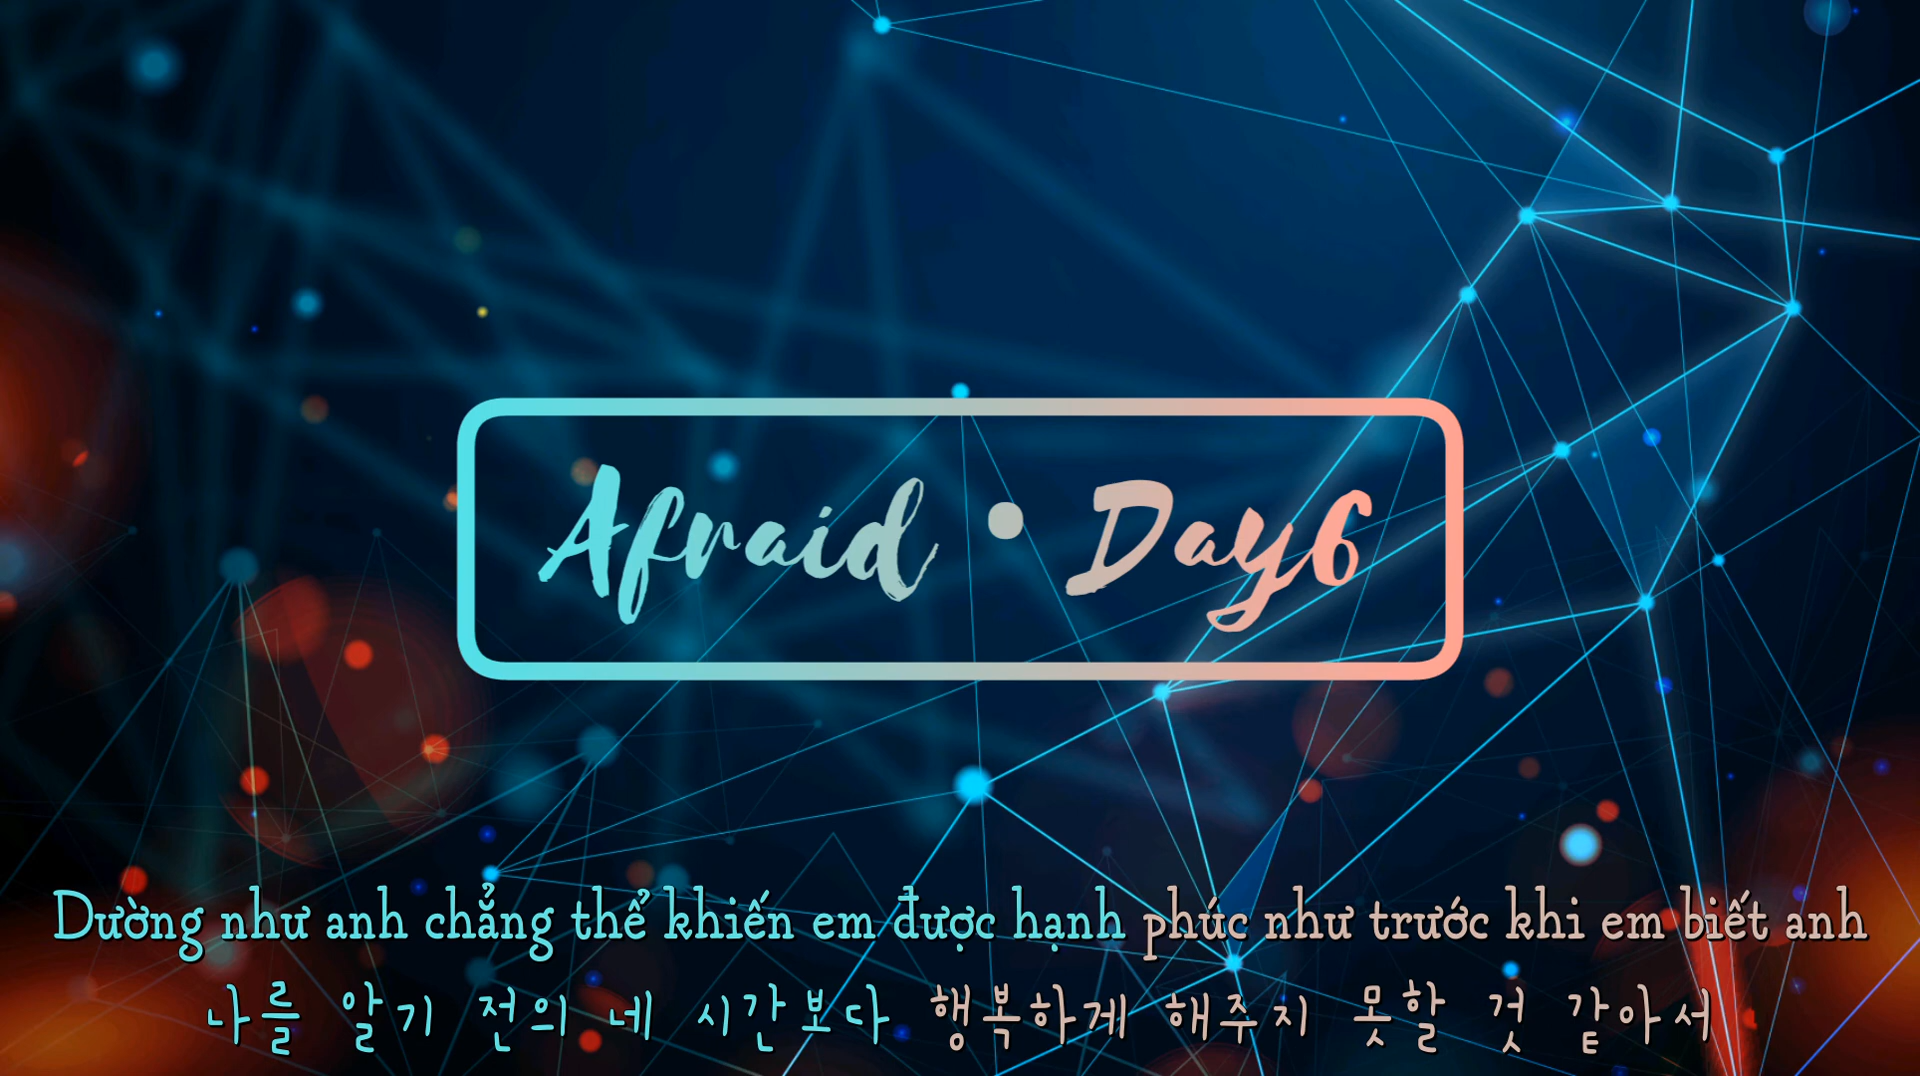 Afraid • Day6
Dường như anh chẳng thể khiến em được hạnh phúc như trước khi em biết anh
나를 알기 전의 네 시간보다 행복하게 해주지 못할 것 같아서